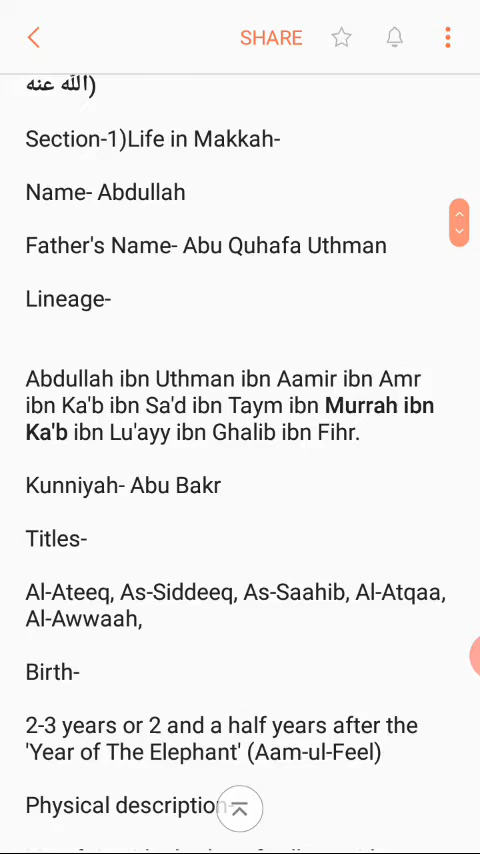 SHARE
الله عنه)
Section-1)Life in Makkah-
Name- Abdullah
Father's Name- Abu Quhafa Uthman
Lineage-
Abdullah ibn Uthman ibn Aamir ibn Amr
ibn Ka'b ibn Sa'd ibn Taym ibn Murrah ibn
Ka'b ibn Lu'ayy ibn Ghalib ibn Fihr.
Kunniyah- Abu Bakr
Titles-
Al-Ateeq, As-Siddeeq, As-Saahib, Al-Atqaa,
Al-Awwaah,
Birth-
2-3 years or 2 and a half years after the
'Year of The Elephant' (Aam-ul-Feel)
Physical description-